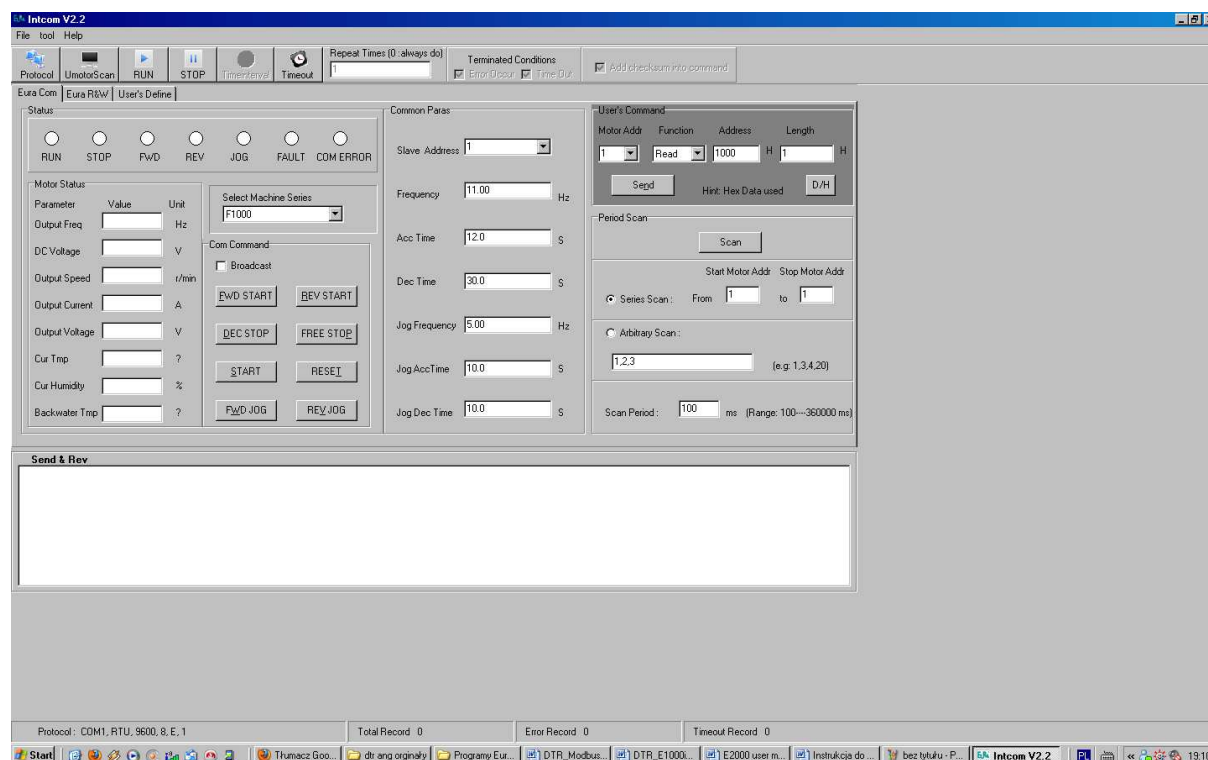 Intcom V2.2
File tool Help
Protocol UmotorScan RUN STOP Timeinterval Timeout
Repeat Times (0 :always do)
1
Terminated Conditions
Error Occur Time Out
Add checksum into command
Eura Com Eura R&W User's Define
Status
RUN STOP FWD REV JOG FAULT COM ERROR
Motor Status
Parameter Value Unit
Output Freq Hz
DC Voltage V
Output Speed r/min
Output Current A
Output Voltage V
Cur Tmp ?
Cur Humidity %
Backwater Tmp ?
Select Machine Series
F1000
Com Command
Broadcast
FWD START REV START
DEC STOP FREE STOP
START RESET
FWD JOG REV JOG
Common Paras
Slave Addrress 1
Frequency 11.00 Hz
Acc Time 12.0 S
Dec Time 30.0 S
Jog Frequency 5.00 Hz
Jog AccTime 10.0 S
Jog Dec Time 10.0 S
User's Command
Motor Addr Function Address Length
1 Read 1000 H 1 H
Send Hint: Hex Data used D/H
Period Scan
Scan
Start Motor Addr Stop Motor Addr
Series Scan : From 1 to 1
Arbitrary Scan :
1,2,3 (e.g: 1,3,4,20)
Scan Period : 100 ms (Range: 100---360000 ms)
Send & Rev
Protocol : COM1, RTU, 9600, 8, E, 1 Total Record 0 Error Record 0 Timeout Record 0
Start Tłumacz Goo... dtr ang orginały Programy Eur... DTR_Modbus... DTR_E1000i... E2000 user m... Instrukcja do ... bez tytułu - P... Intcom V2.2 PL « 19:10